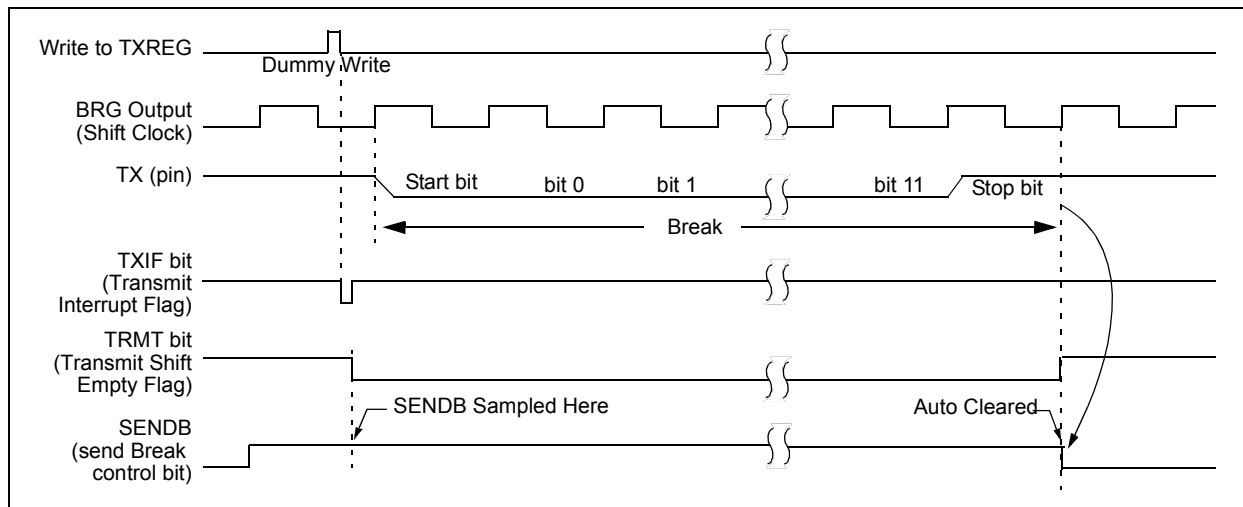 Write to TXREG
Dummy Write
BRG Output
(Shift Clock)
TX (pin)
Start bit
bit 0
bit 1
bit 11
Stop bit
Break
TXIF bit
(Transmit
Interrupt Flag)
TRMT bit
(Transmit Shift
Empty Flag)
SENDB Sampled Here
Auto Cleared
SENDB
(send Break
control bit)